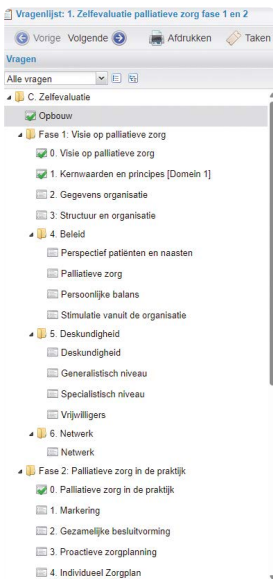 Vragenlijst: 1. Zelfevaluatie palliatieve zorg fase 1 en 2
Vorige Volgende Afdrukken Taken
Vragen
Alle vragen
C. Zelfevaluatie
Opbouw
Fase 1: Visie op palliatieve zorg
0. Visie op palliatieve zorg
1. Kernwaarden en principes [Domein 1]
2. Gegevens organisatie
3: Structuur en organisatie
4. Beleid
Perspectief patiënten en naasten
Palliatieve zorg
Persoonlijke balans
Stimulatie vanuit de organisatie
5. Deskundigheid
Deskundigheid
Generalistisch niveau
Specialistisch niveau
Vrijwilligers
6. Netwerk
Netwerk
Fase 2: Palliatieve zorg in de praktijk
0. Palliatieve zorg in de praktijk
1. Markering
2. Gezamelijke besluitvorming
3. Proactieve zorgplanning
4. Individueel Zorgplan